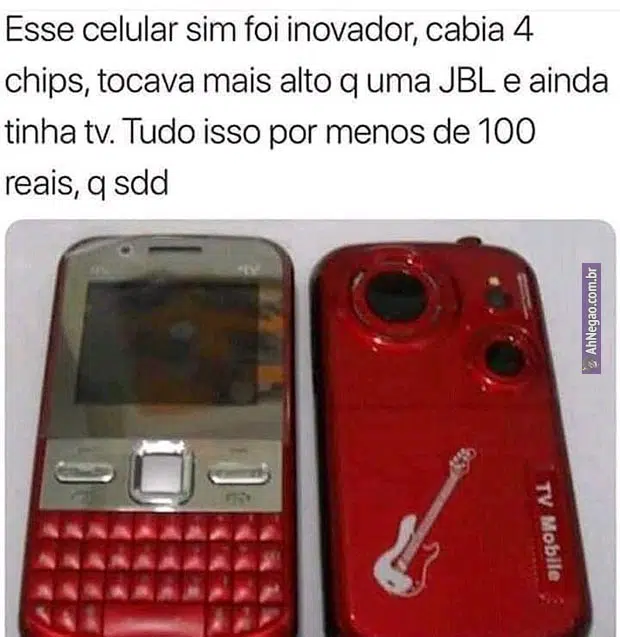 Esse celular sim foi inovador, cabia 4
chips, tocava mais alto q uma JBL e ainda
tinha tv. Tudo isso por menos de 100
reais, q sdd
AhNegao.com.br
TV Mobile